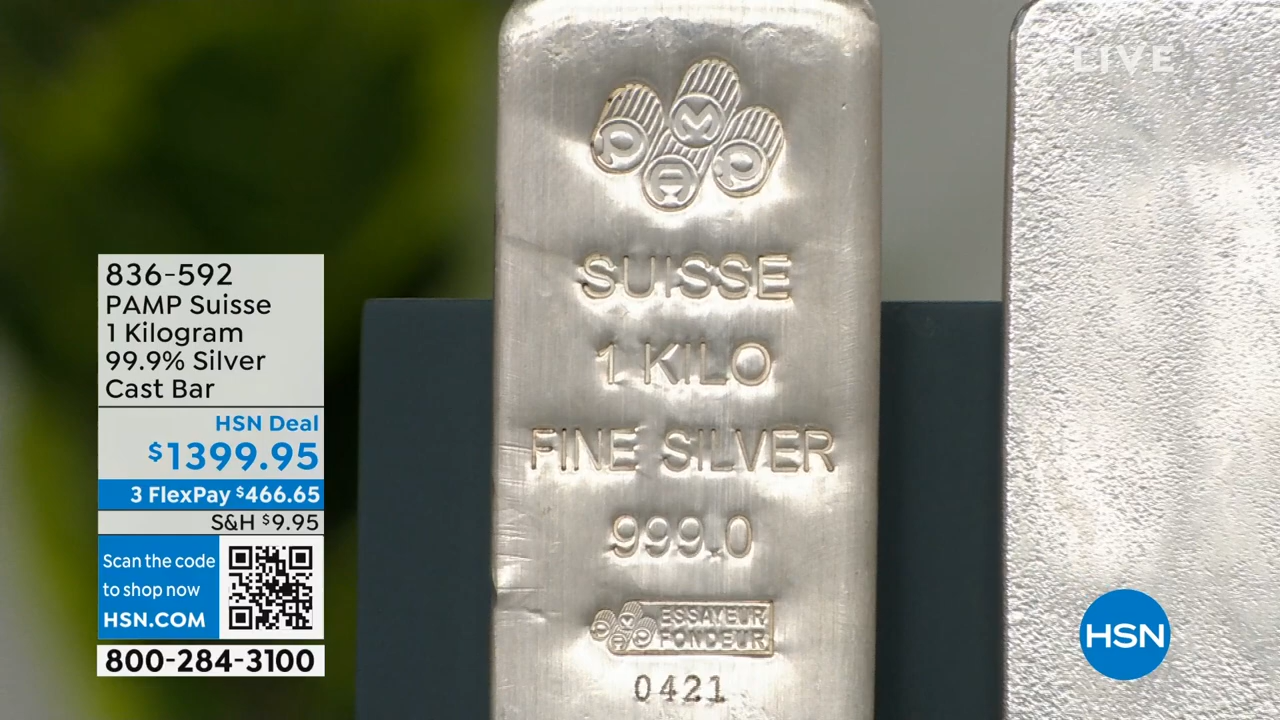 LIVE
P M
A P
SUISSE
1 KILO
FINE SILVER
999.0
PAMP ESSAYEUR
FONDEUR
0421
836-592
PAMP Suisse
1 Kilogram
99.9% Silver
Cast Bar
HSN Deal
$1399.95
3 FlexPay $466.65
S&H $9.95
Scan the code
to shop now
HSN.COM
800-284-3100
HSN